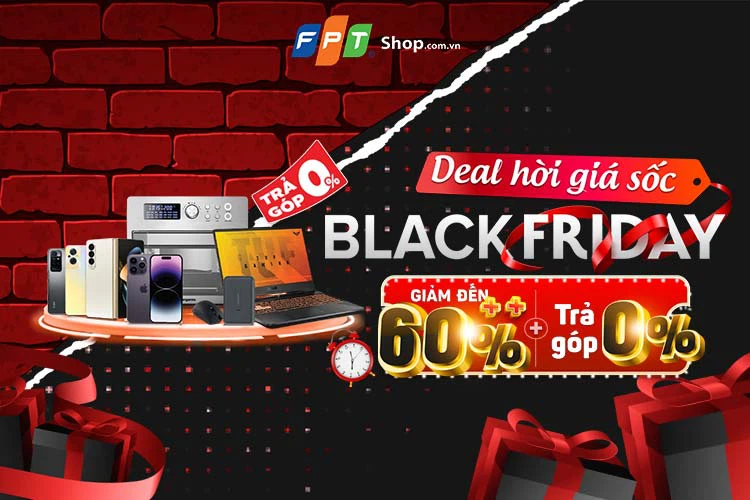 FPT Shop.com.vn
Deal hời giá sốc
BLACK FRIDAY
TRẢ GÓP 0%
GIẢM ĐẾN
60%++ + Trả góp 0%